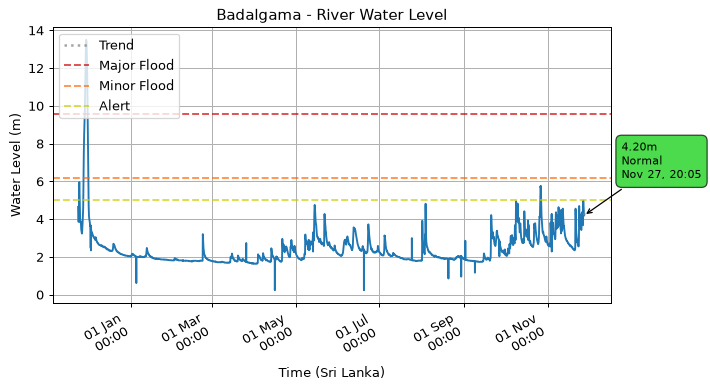 Badalgama - River Water Level
Water Level (m)
14
12
10
8
6
4
2
0
Trend
Major Flood
Minor Flood
Alert
4.20m
Normal
Nov 27, 20:05
01 Jan
00:00
01 Mar
00:00
01 May
00:00
01 Jul
00:00
01 Sep
00:00
01 Nov
00:00
Time (Sri Lanka)